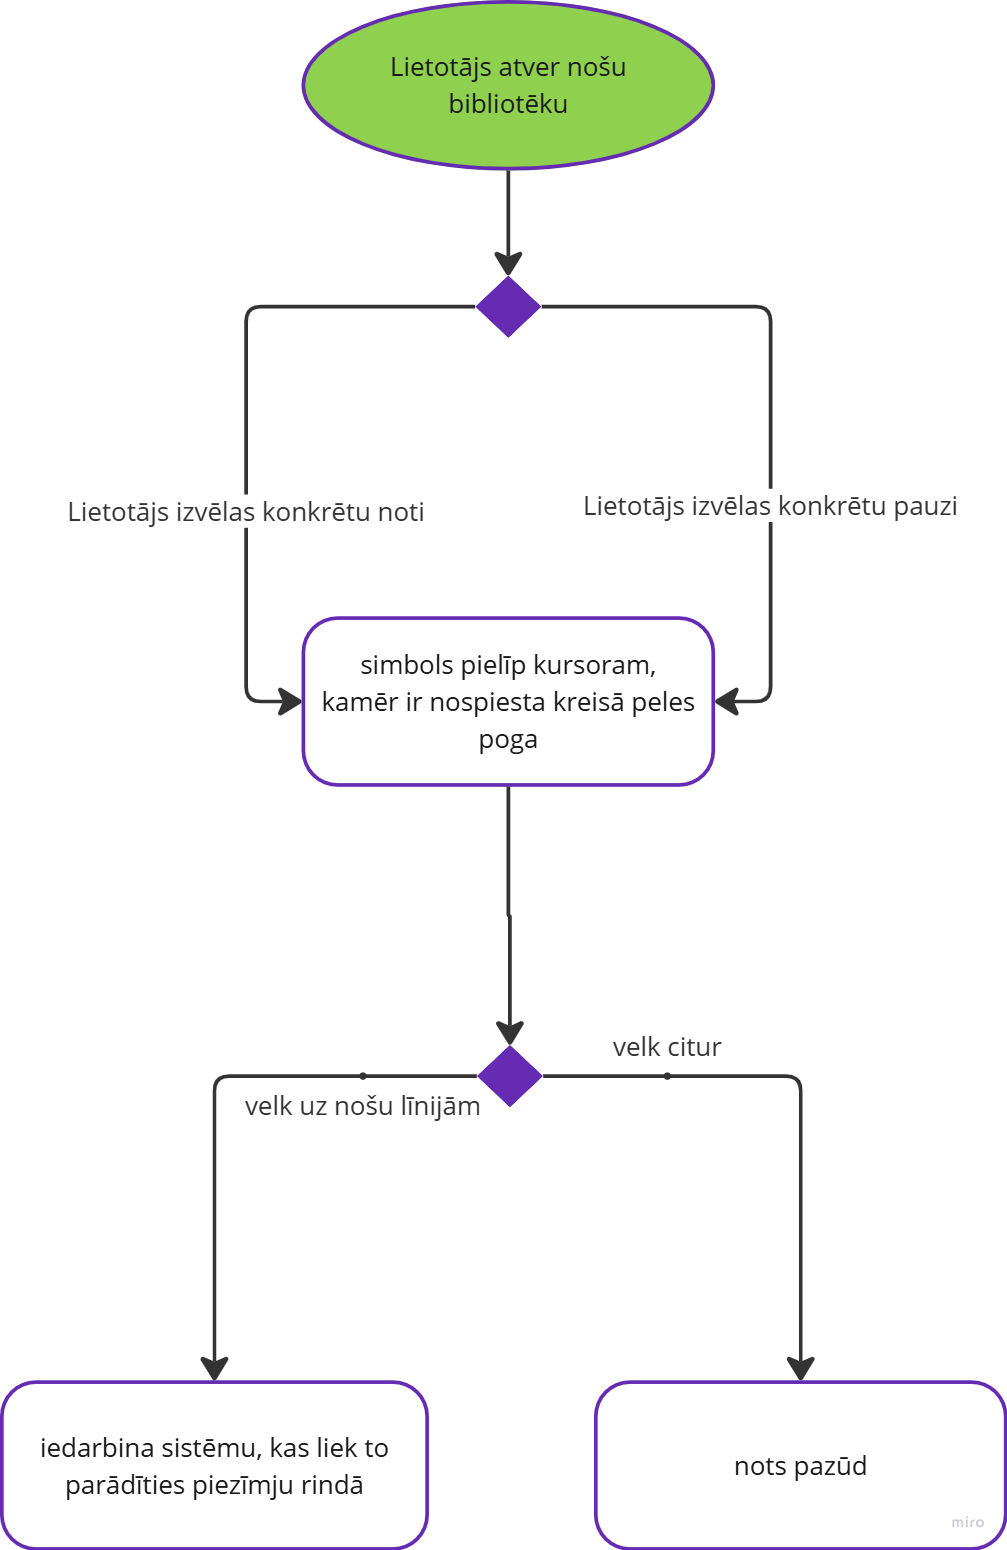 Lietotājs atver nošu
bibliotēku
Lietotājs izvēlas konkrētu noti
Lietotājs izvēlas konkrētu pauzi
simbols pielīp kursoram,
kamēr ir nospiesta kreisā peles
poga
velk citur
velk uz nošu līnijām
iedarbina sistēmu, kas liek to
parādīties piezīmju rindā
nots pazūd
miro